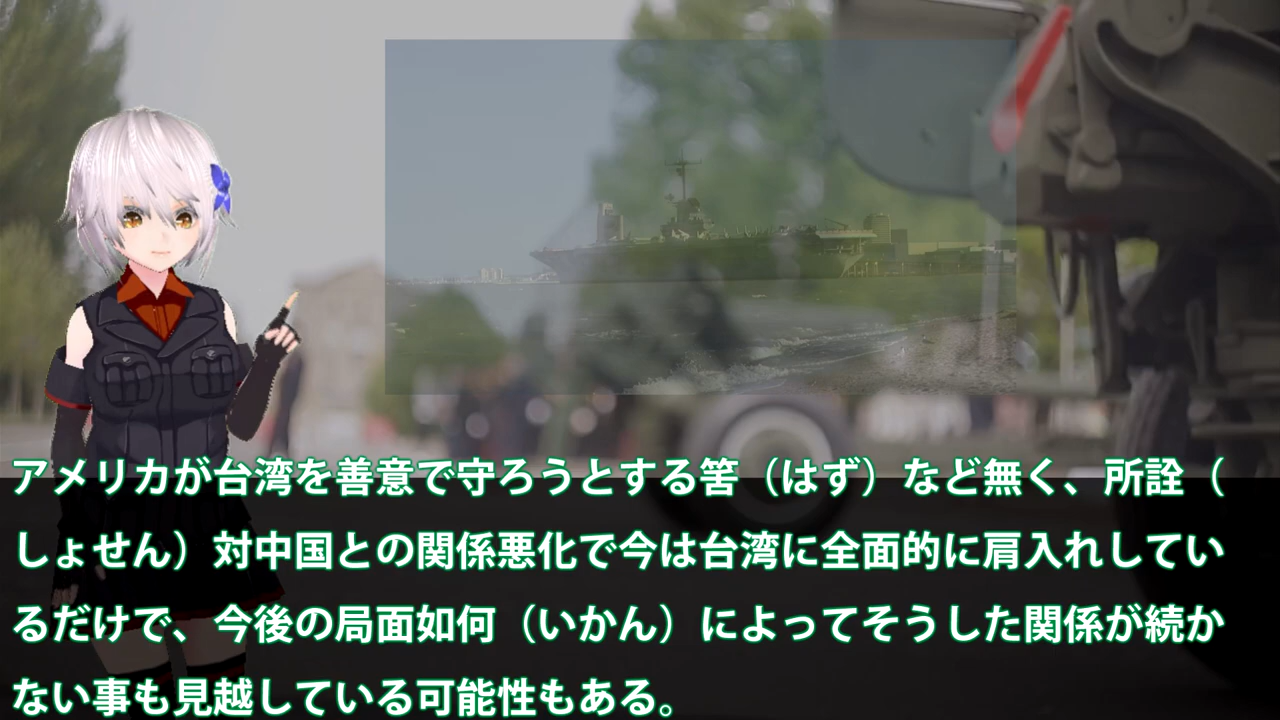 アメリカが台湾を善意で守ろうとする筈（はず）など無く、所詮（
しょせん）対中国との関係悪化で今は台湾に全面的に肩入れしてい
るだけで、今後の局面如何（いかん）によってそうした関係が続か
ない事も見越している可能性もある。